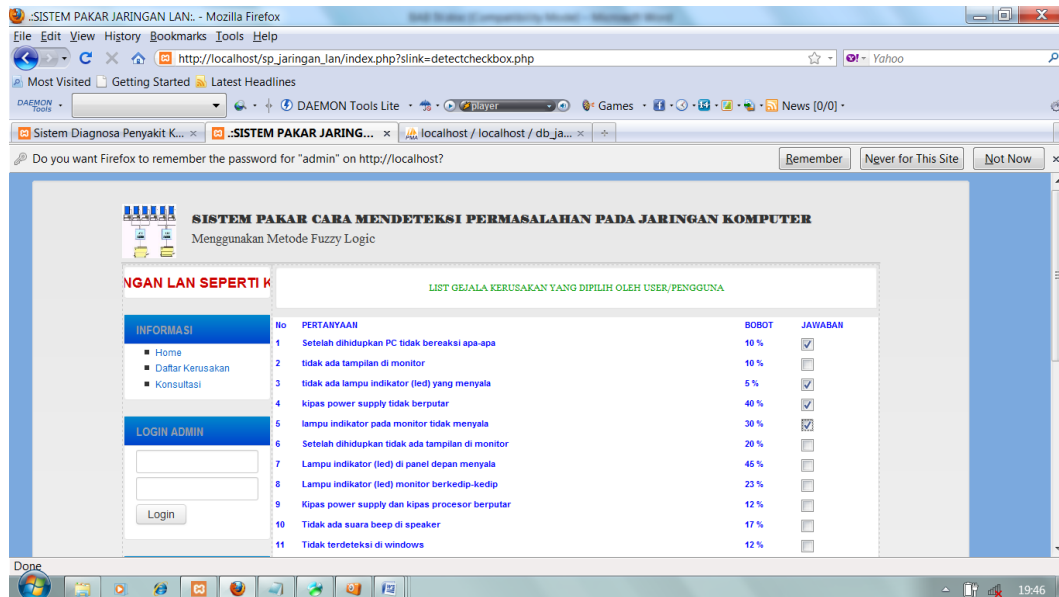 .:SISTEM PAKAR JARINGAN LAN:. - Mozilla Firefox
File Edit View History Bookmarks Tools Help
http://localhost/sp_jaringan_lan/index.php?slink=detectcheckbox.php
Yahoo
Most Visited Getting Started Latest Headlines
DAEMON Tools DAEMON Tools Lite player Games News [0/0]
Sistem Diagnosa Penyakit K... .:SISTEM PAKAR JARING... localhost / localhost / db_ja...
Do you want Firefox to remember the password for "admin" on http://localhost? Remember Never for This Site Not Now
SISTEM PAKAR CARA MENDETEKSI PERMASALAHAN PADA JARINGAN KOMPUTER
Menggunakan Metode Fuzzy Logic
NGAN LAN SEPERTI K
LIST GEJALA KERUSAKAN YANG DIPILIH OLEH USER/PENGGUNA
INFORMASI
Home
Daftar Kerusakan
Konsultasi
LOGIN ADMIN
Login
No PERTANYAAN BOBOT JAWABAN
1 Setelah dihidupkan PC tidak bereaksi apa-apa 10 %
2 tidak ada tampilan di monitor 10 %
3 tidak ada lampu indikator (led) yang menyala 5 %
4 kipas power supply tidak berputar 40 %
5 lampu indikator pada monitor tidak menyala 30 %
6 Setelah dihidupkan tidak ada tampilan di monitor 20 %
7 Lampu indikator (led) di panel depan menyala 45 %
8 Lampu indikator (led) monitor berkedip-kedip 23 %
9 Kipas power supply dan kipas procesor berputar 12 %
10 Tidak ada suara beep di speaker 17 %
11 Tidak terdeteksi di windows 12 %
Done
19:46